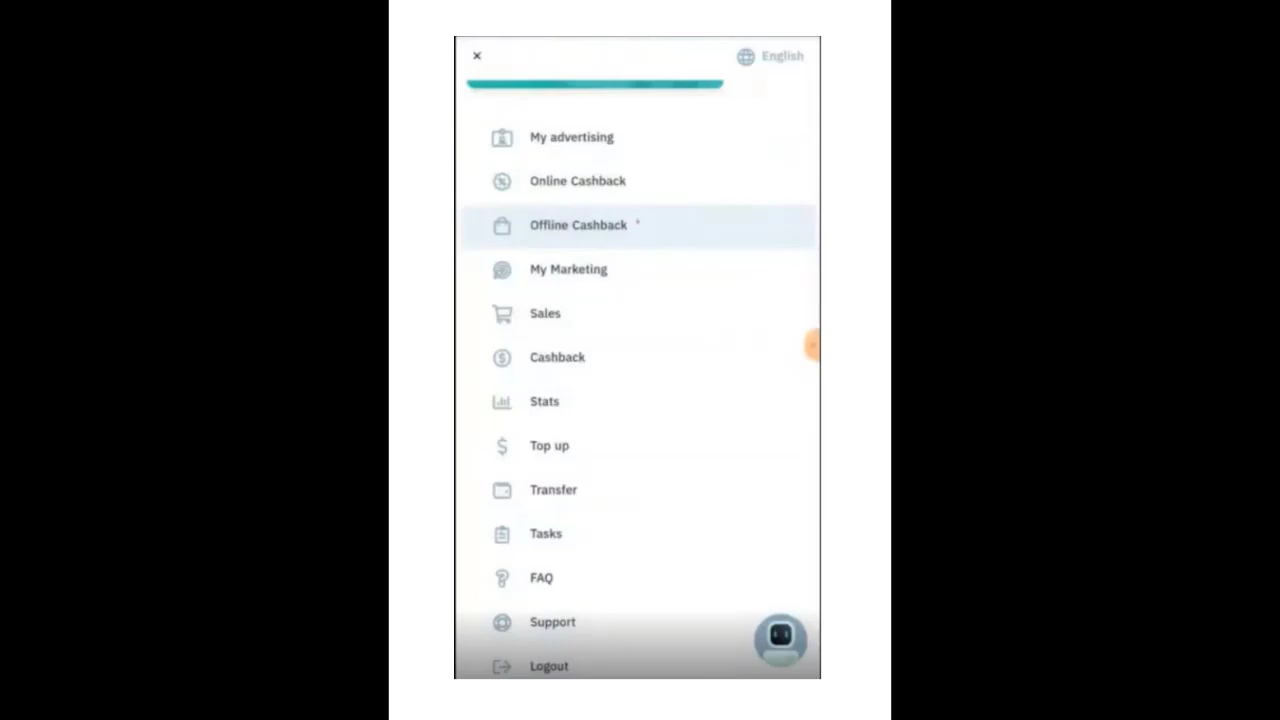 English
My advertising
Online Cashback
Offline Cashback
My Marketing
Sales
Cashback
Stats
Top up
Transfer
Tasks
FAQ
Support
Logout